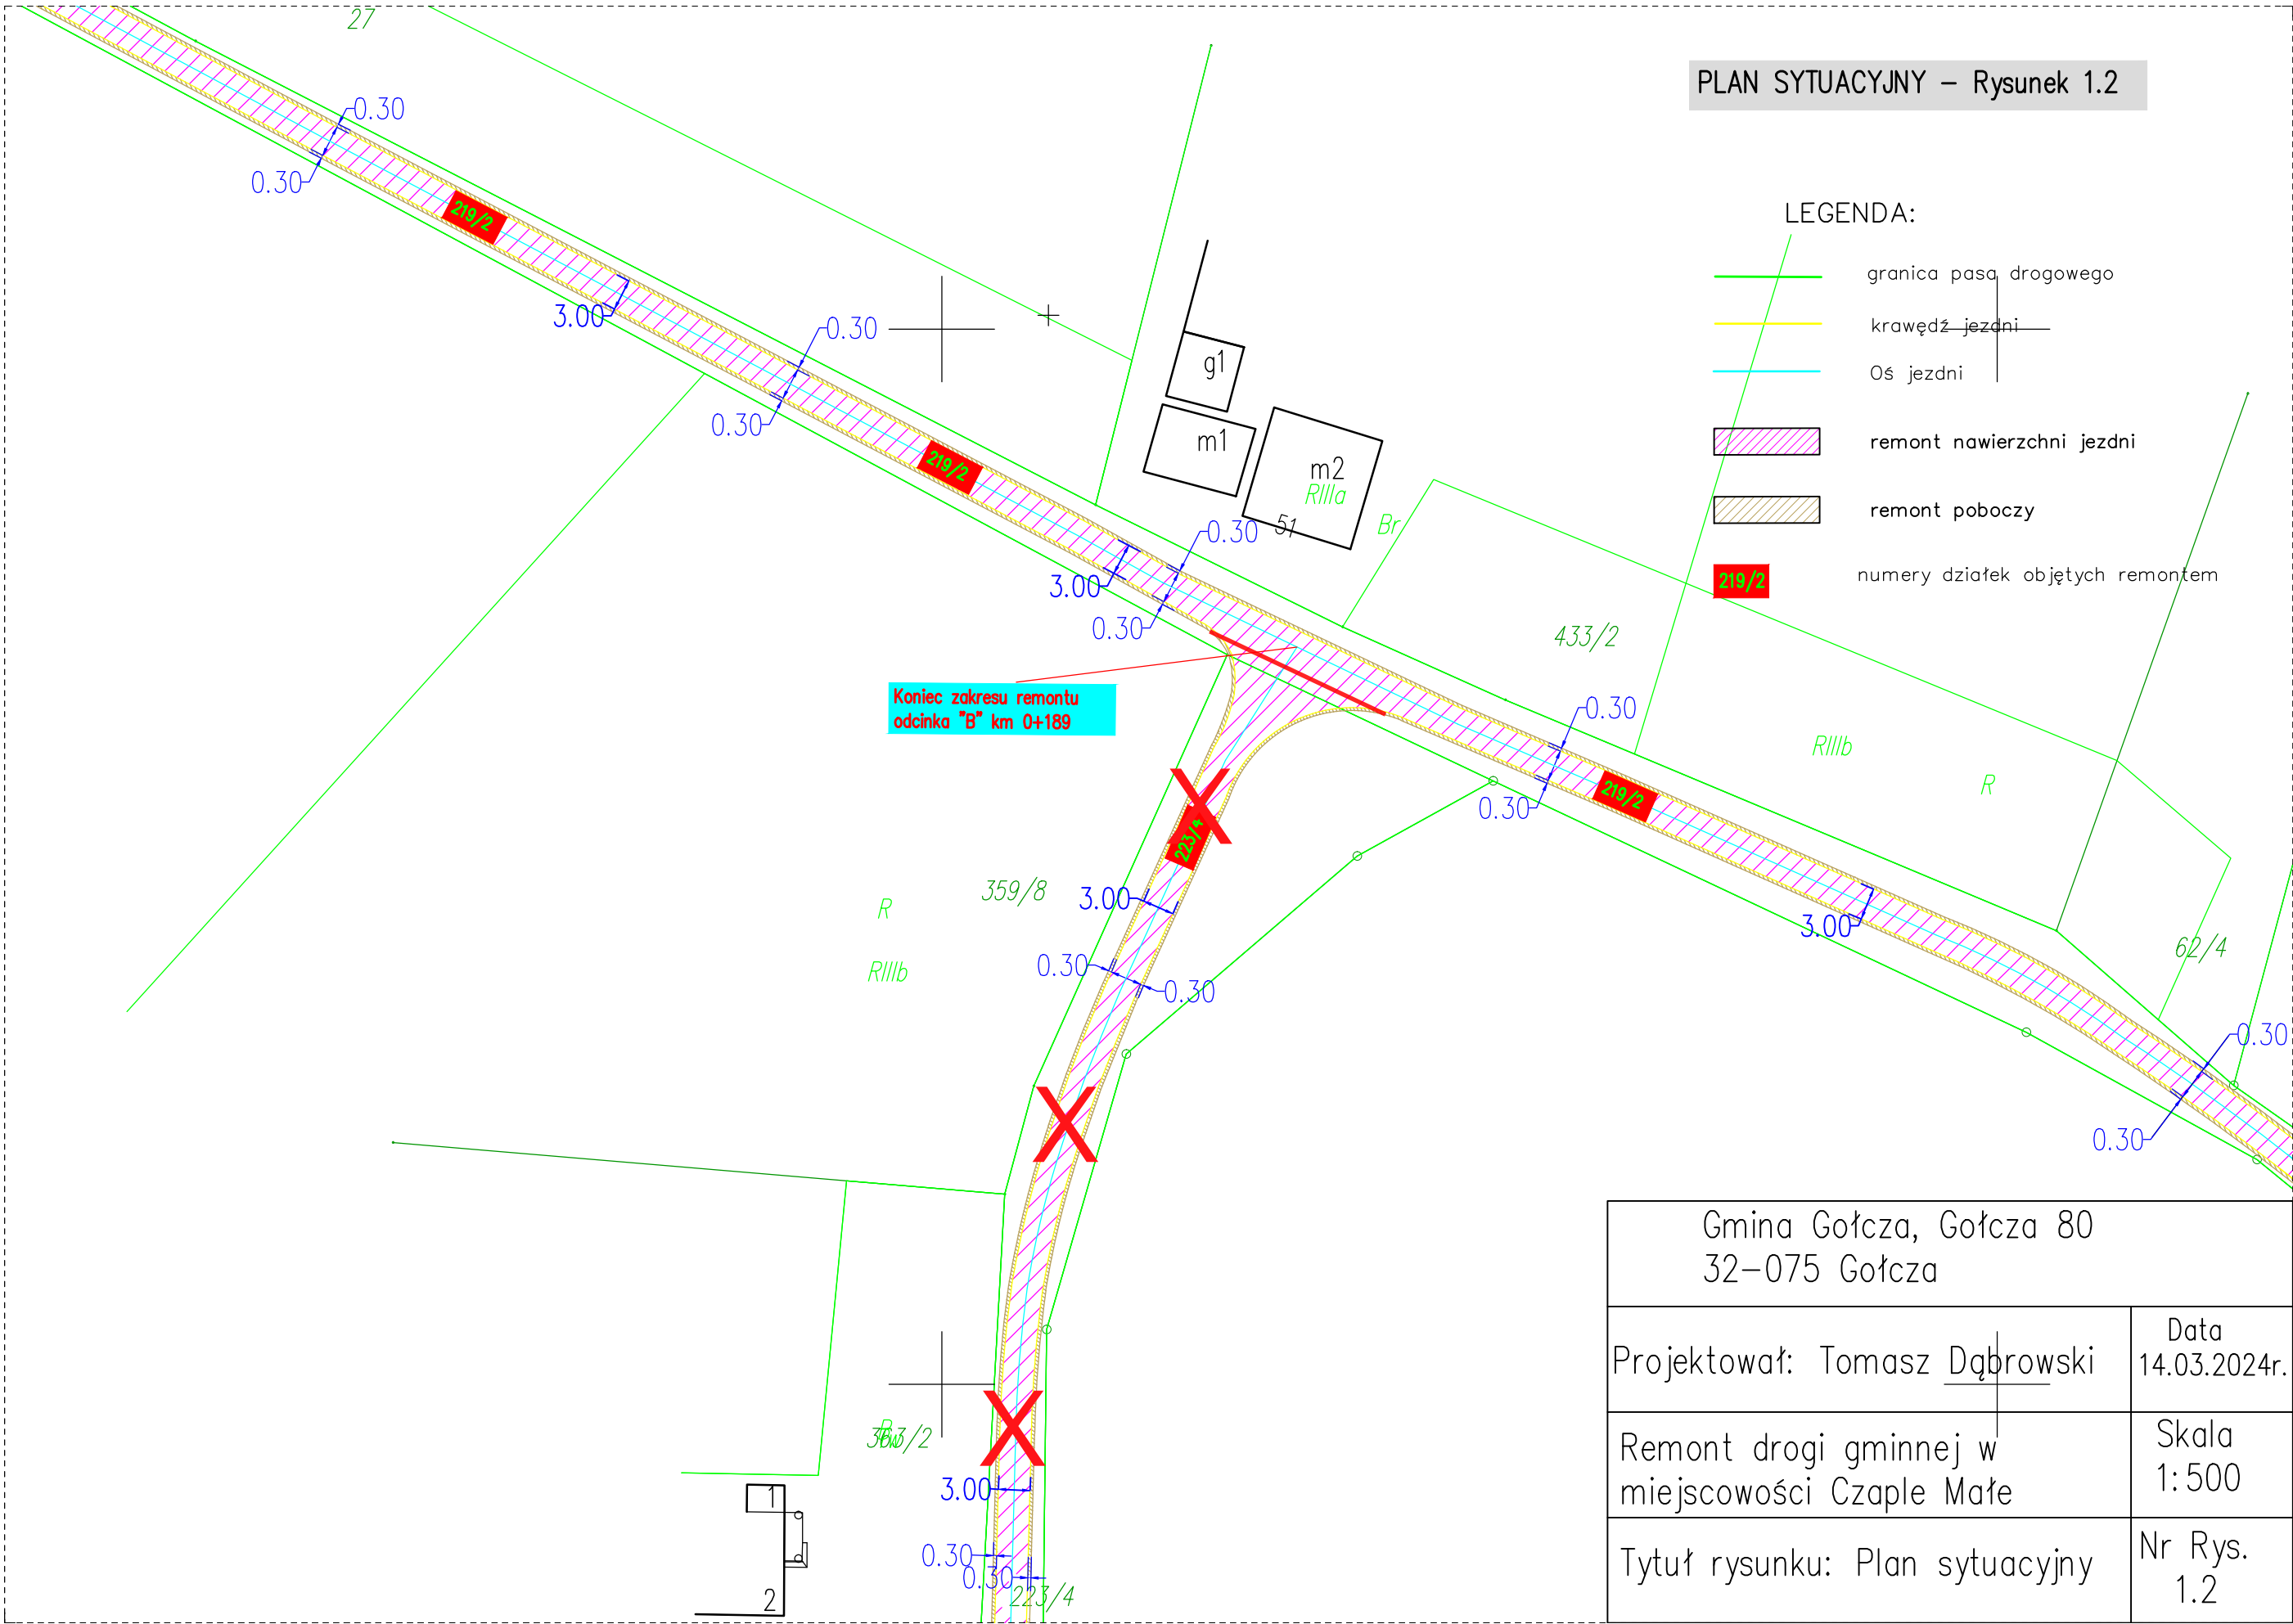 27
PLAN SYTUACYJNY – Rysunek 1.2
0.30
0.30
219/2
LEGENDA:
granica pasa drogowego
krawędź jezdni
Oś jezdni
remont nawierzchni jezdni
remont poboczy
219/2 numery działek objętych remontem
3.00
0.30
0.30
g1
m1
m2
RIIIa
219/2
51
Br
0.30
3.00
0.30
433/2
Koniec zakresu remontu
odcinka "B" km 0+189
0.30
RIIIb
R
0.30
219/2
223/4
359/8
3.00
R
3.00
62/4
RIIIb
0.30
0.30
0.30
0.30
Gmina Gołcza, Gołcza 80
32-075 Gołcza
Projektował: Tomasz Dąbrowski
Data
14.03.2024r.
363/2
Remont drogi gminnej w
miejscowości Czaple Małe
Skala
1:500
3.00
1
0.30
0.30
223/4
2
Tytuł rysunku: Plan sytuacyjny
Nr Rys.
1.2